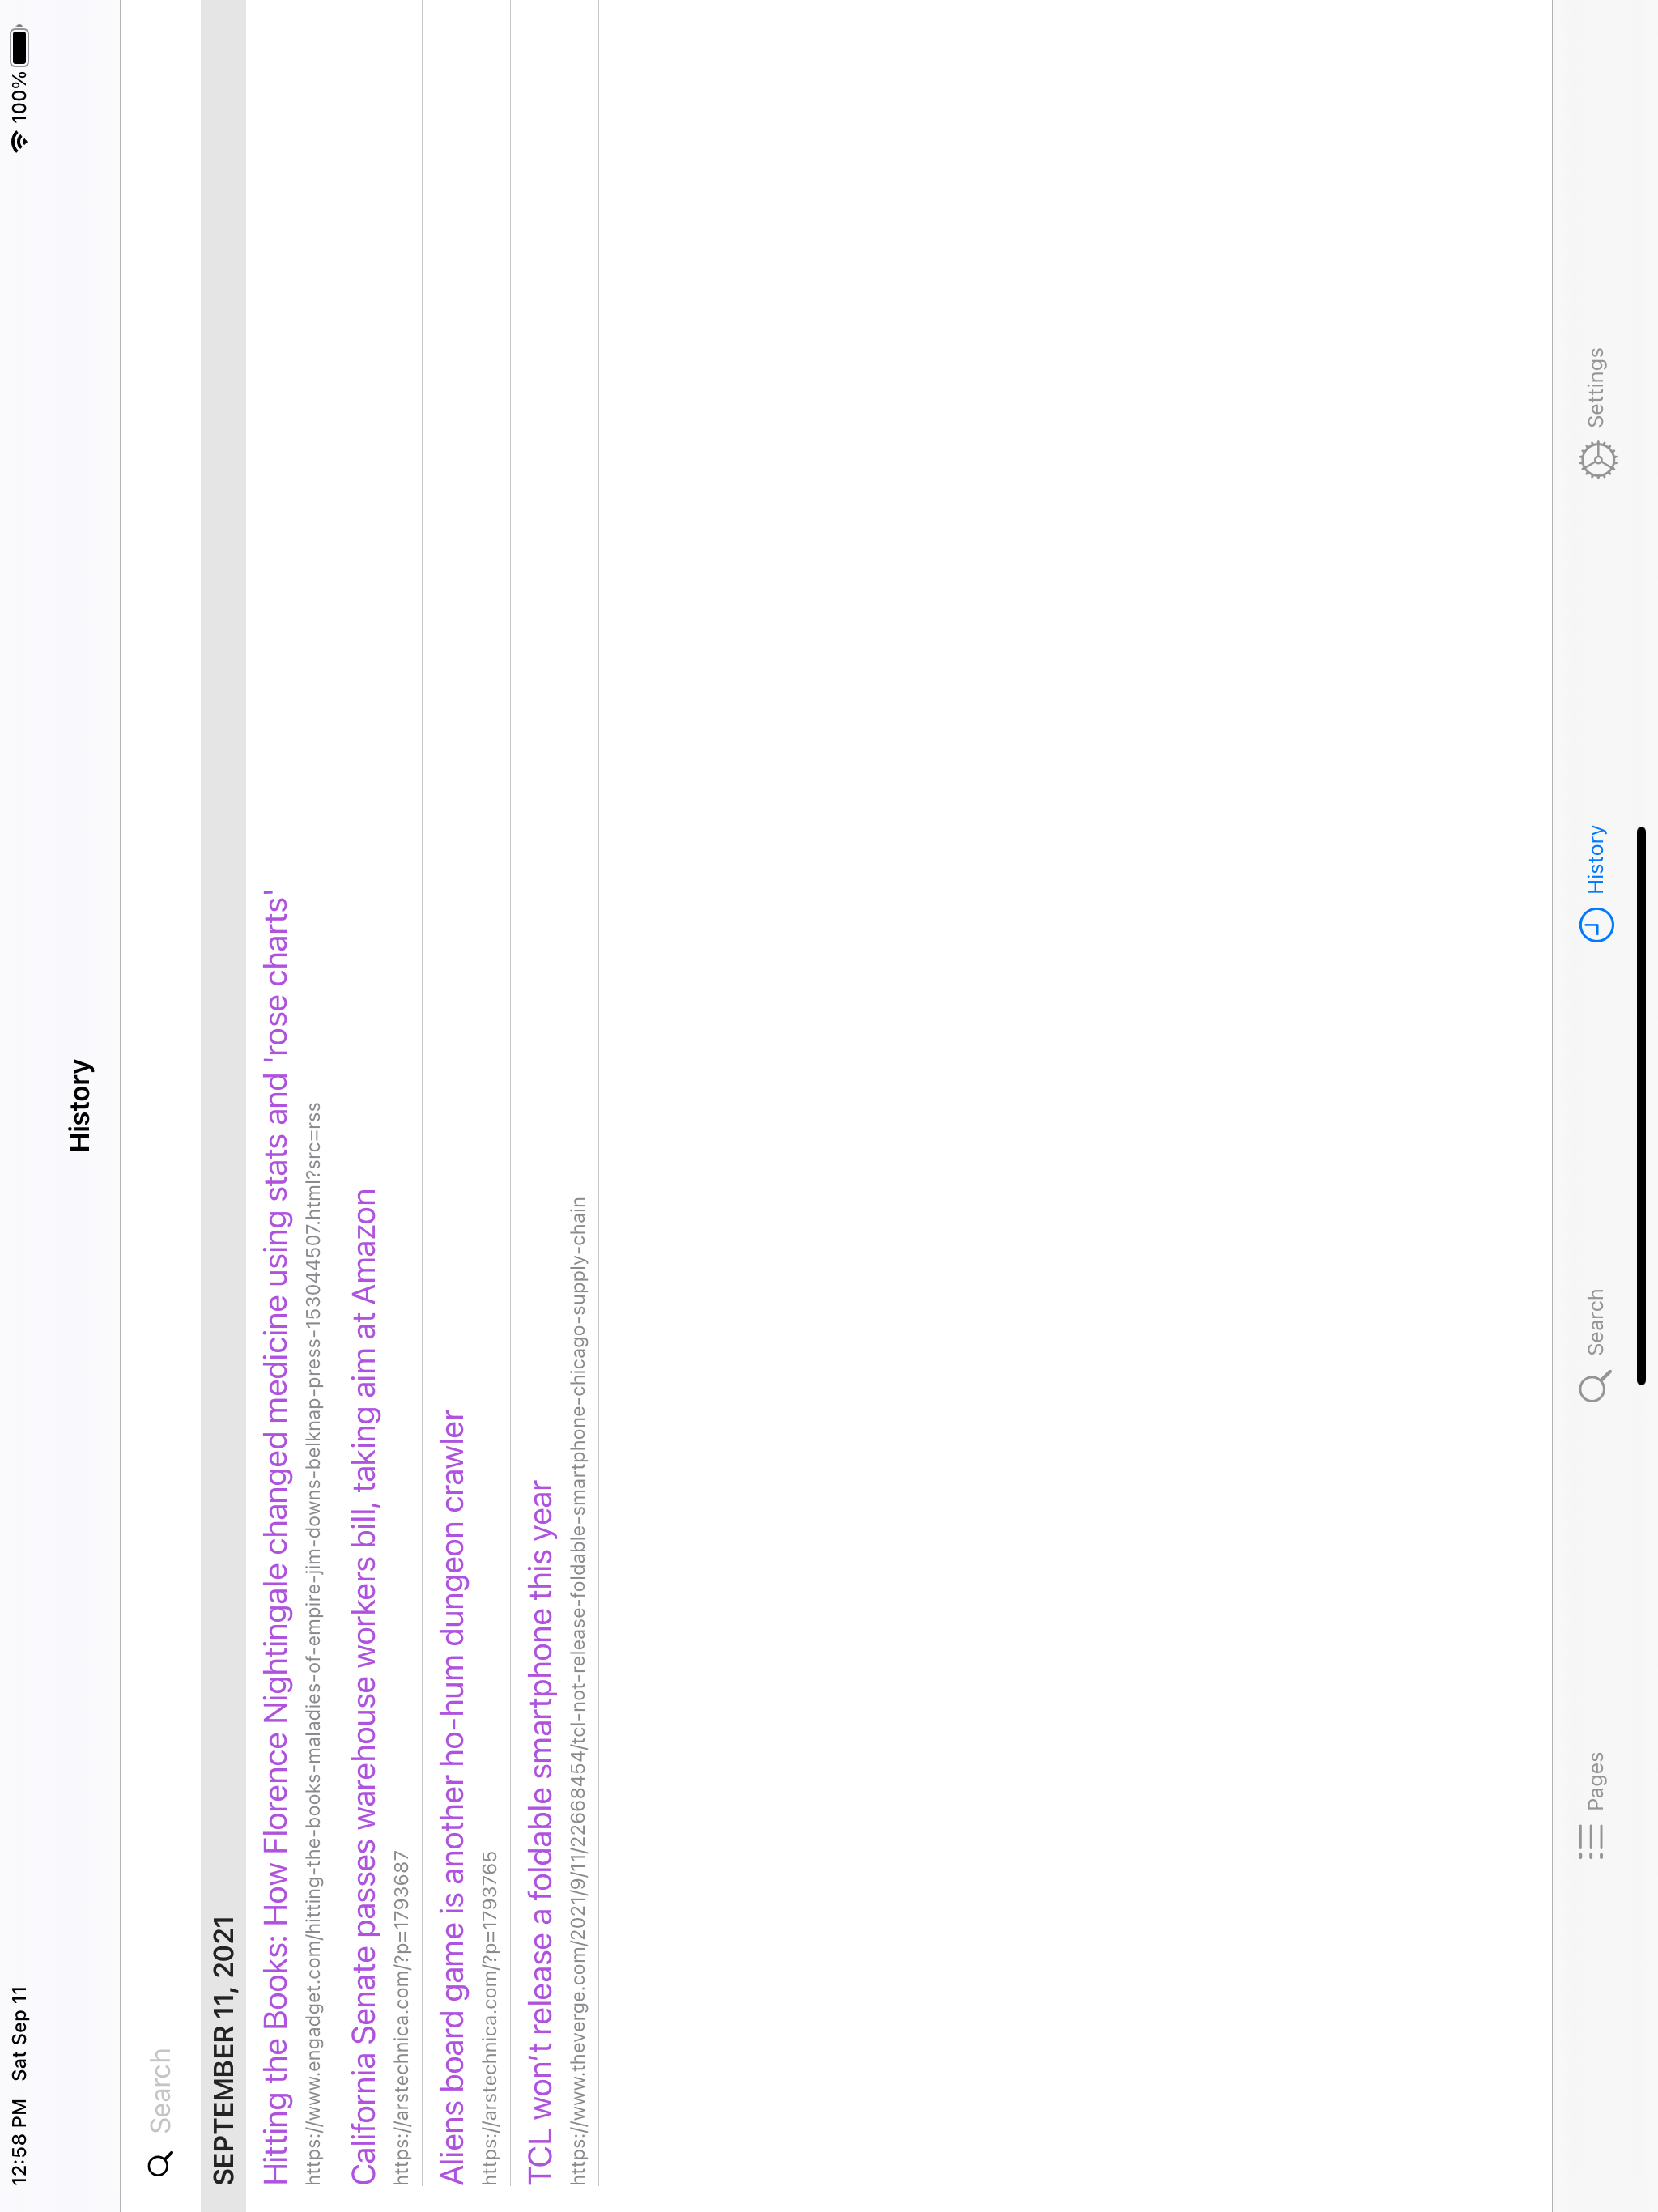 12:58 PM Sat Sep 11
100%
History
Search
SEPTEMBER 11, 2021
Hitting the Books: How Florence Nightingale changed medicine using stats and 'rose charts'
https://www.engadget.com/hitting-the-books-maladies-of-empire-jim-downs-belknap-press-153044507.html?src=rss
California Senate passes warehouse workers bill, taking aim at Amazon
https://arstechnica.com/?p=1793687
Aliens board game is another ho-hum dungeon crawler
https://arstechnica.com/?p=1793765
TCL won’t release a foldable smartphone this year
https://www.theverge.com/2021/9/11/22668454/tcl-not-release-foldable-smartphone-chicago-supply-chain
Pages
Search
History
Settings